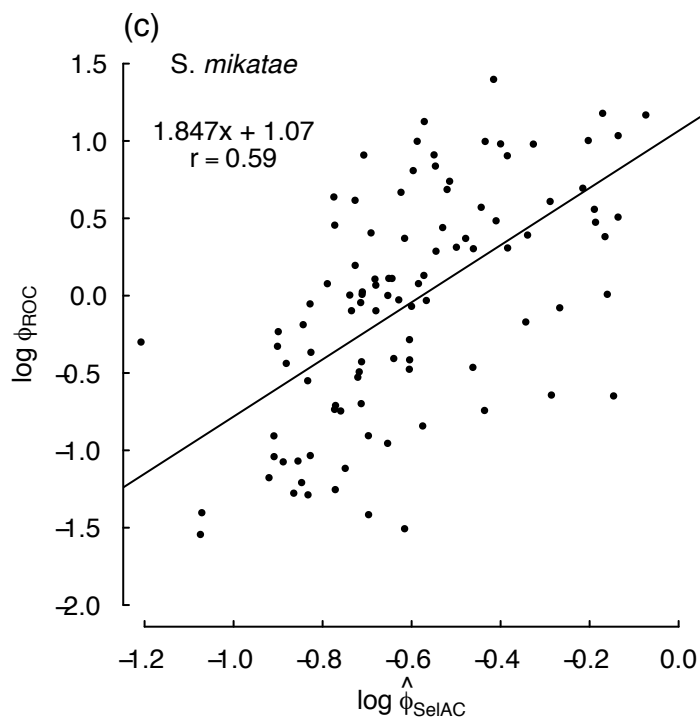 (c)
S. mikatae
1.847x + 1.07
r = 0.59
1.5
1.0
0.5
0.0
−0.5
−1.0
−1.5
−2.0
log ϕROC
−1.2 −1.0 −0.8 −0.6 −0.4 −0.2 0.0
log ϕ̂SelAC